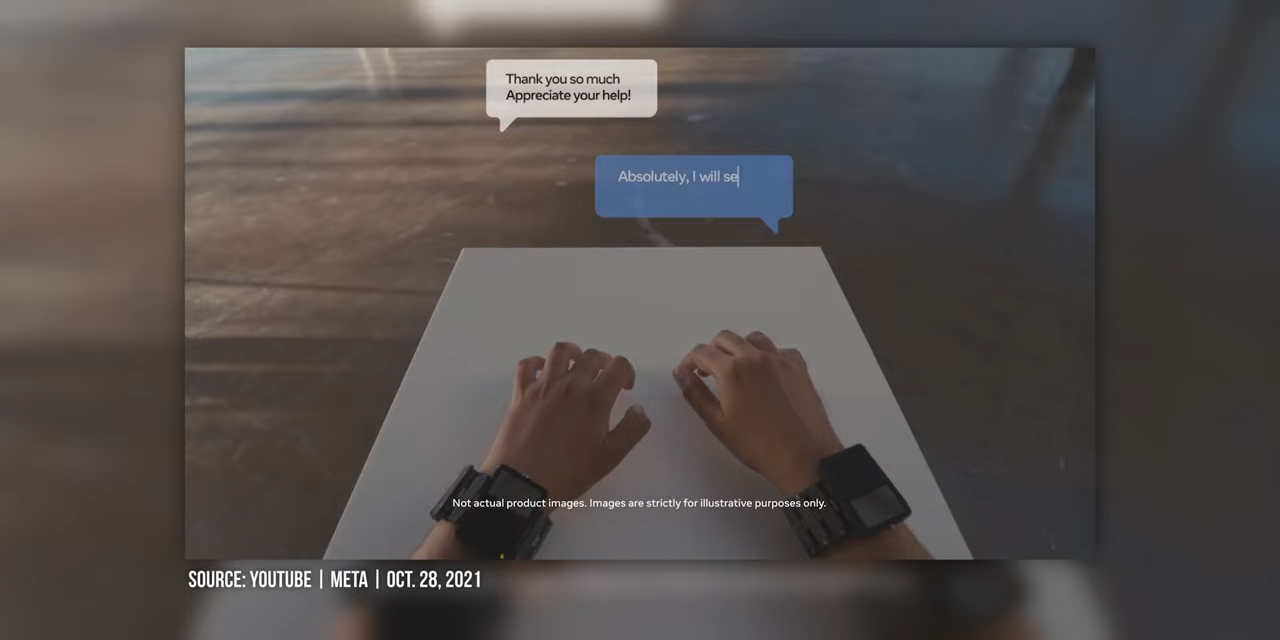 Thank you so much
Appreciate your help!
Absolutely, I will se
Not actual product images. Images are strictly for illustrative purposes only.
SOURCE: YOUTUBE | META | OCT. 28, 2021